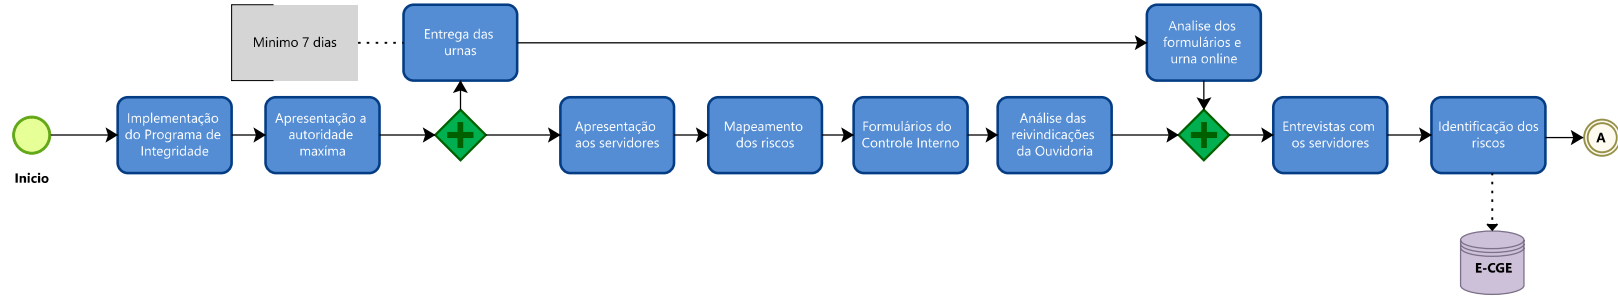 Minimo 7 dias
Entrega das
urnas
Analise dos
formulários e
urna online
Inicio
Implementação
do Programa de
Integridade
Apresentação a
autoridade
maxíma
Apresentação
aos servidores
Mapeamento
dos riscos
Formulários do
Controle Interno
Análise das
reivindicações
da Ouvidoria
Entrevistas com
os servidores
Identificação dos
riscos
A
E-CGE